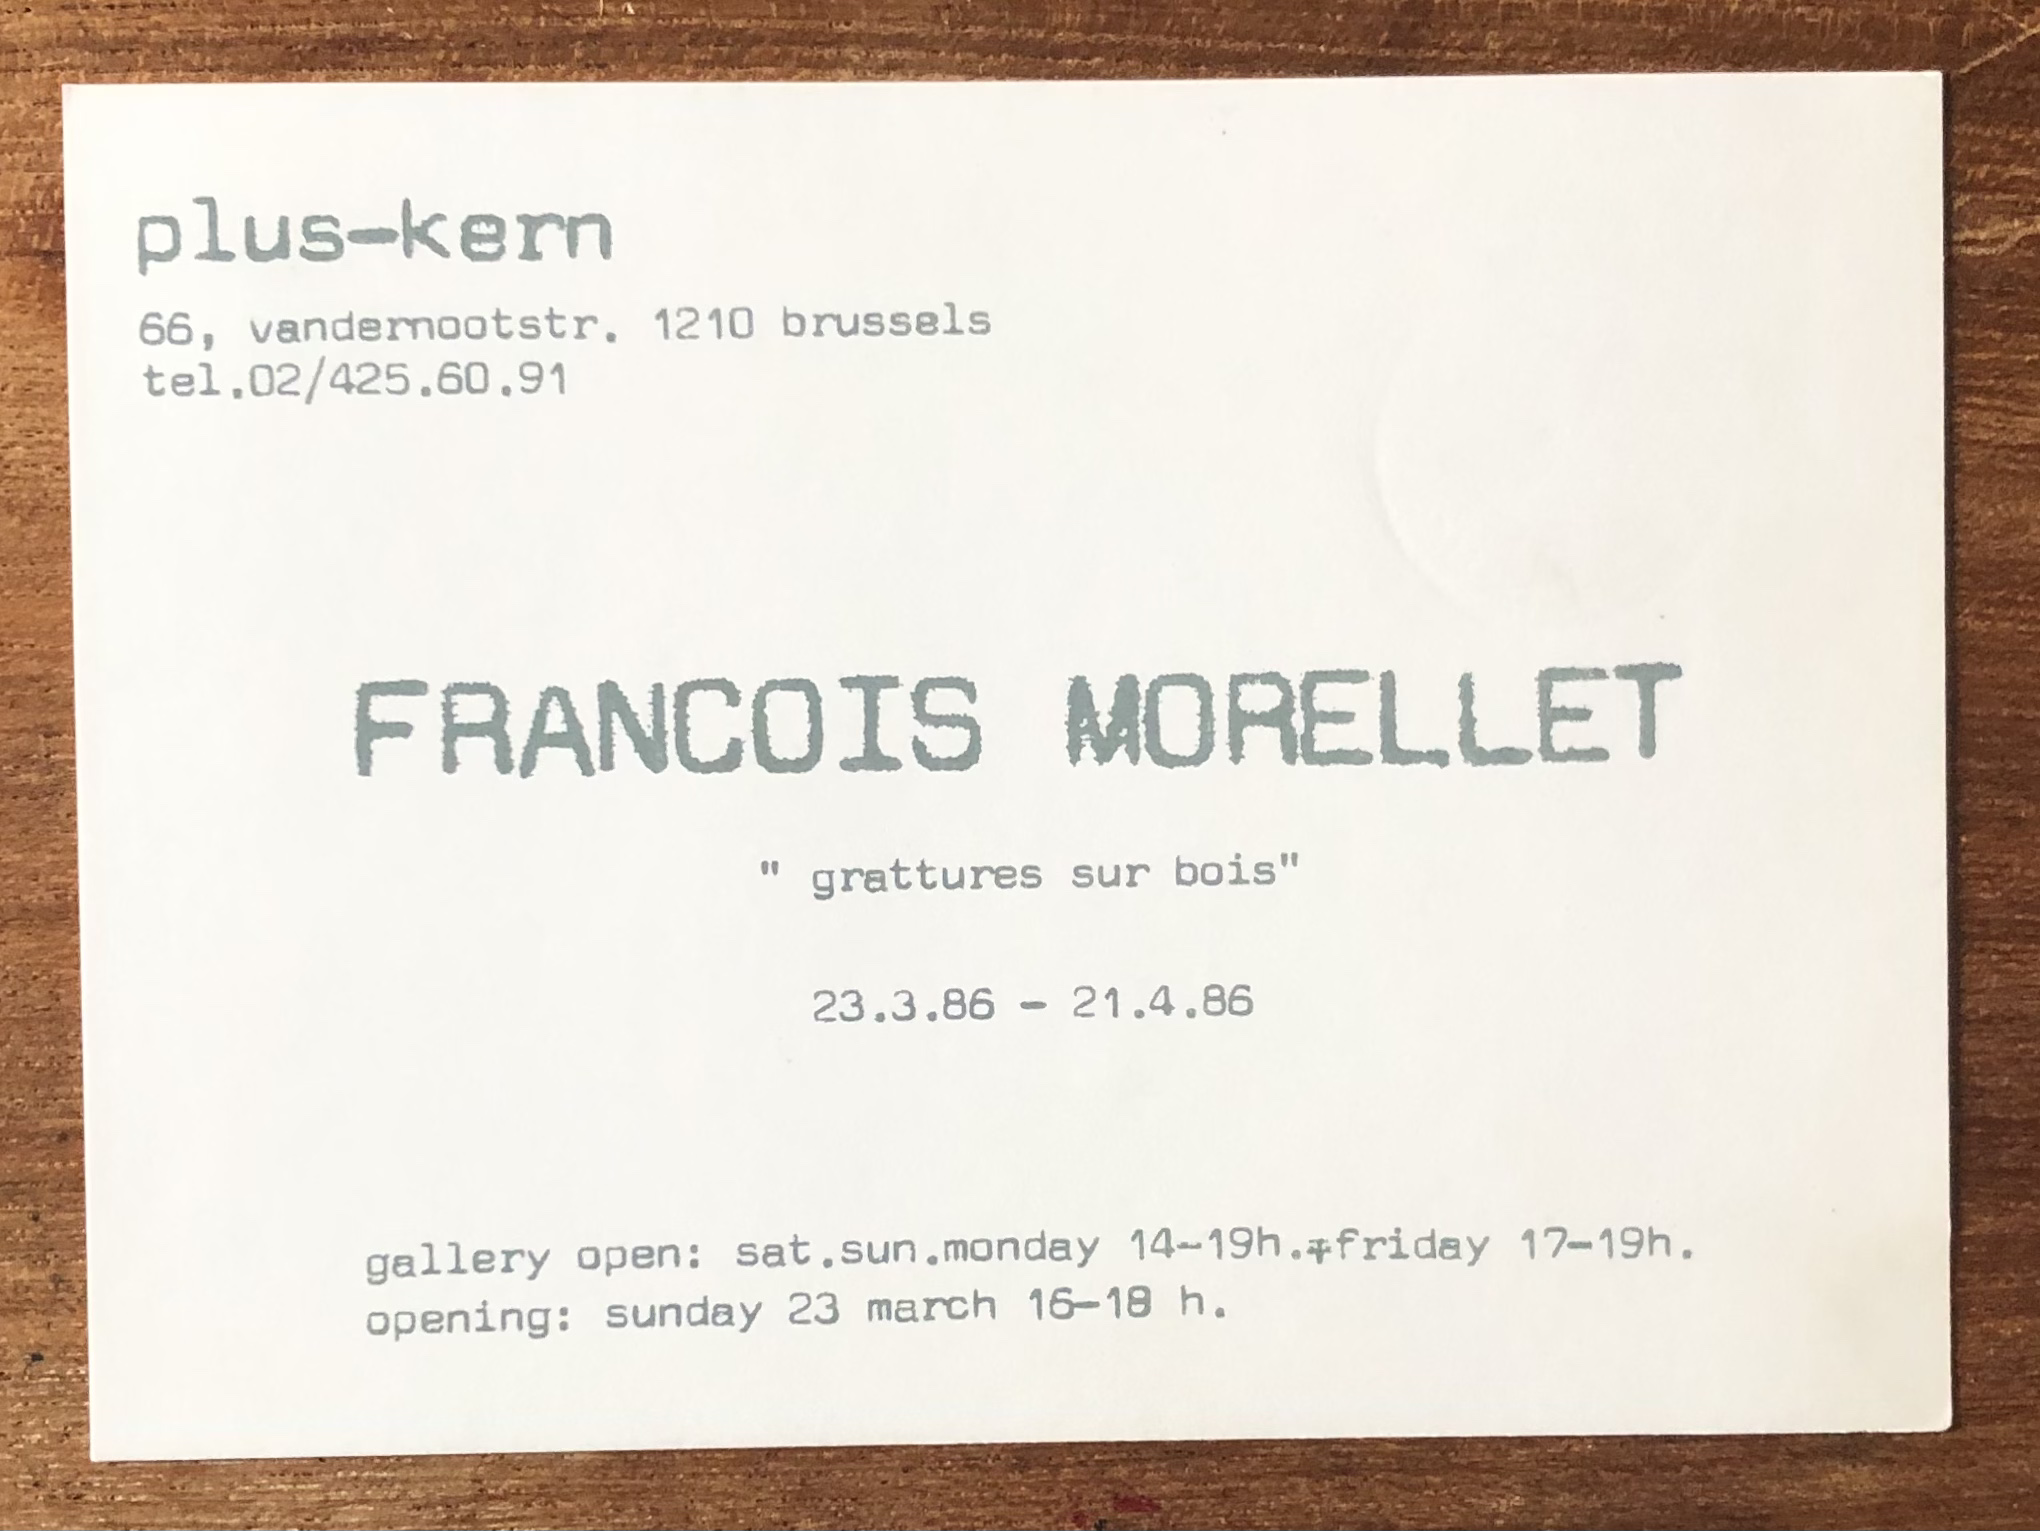 plus-kern
66, vandernootstr. 1210 brussels
tel.02/425.60.91
FRANCOIS MORELLET
" grattures sur bois"
23.3.86 - 21.4.86
gallery open: sat.sun.monday 14-19h.+friday 17-19h.
opening: sunday 23 march 16-18 h.